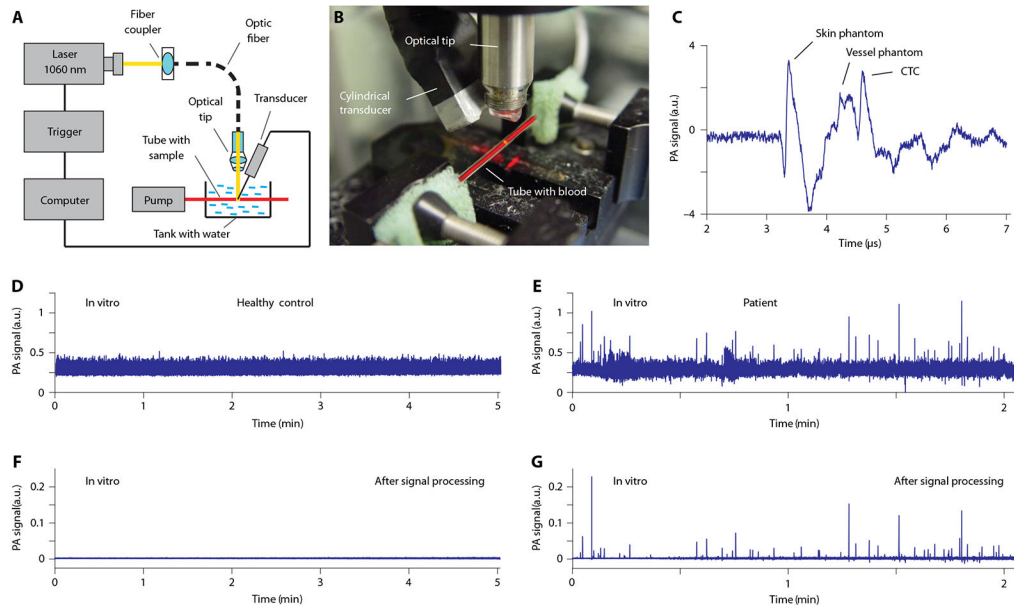 A
Fiber
coupler
Optic
fiber
Laser
1060 nm
Optical
tip
Transducer
Trigger
Tube with
sample
Computer
Pump
Tank with water
B
Optical tip
Cylindrical
transducer
Tube with blood
C
Skin phantom
Vessel phantom
CTC
PA signal (a.u.)
4
0
−4
2 3 4 5 6 7
Time (µs)
D
In vitro Healthy control
PA signal(a.u.)
1
0.5
0
0 1 2 3 4 5
Time (min)
E
In vitro Patient
PA signal (a.u.)
1
0.5
0
0 1 2
Time (min)
F
In vitro After signal processing
PA signal(a.u.)
0.2
0.1
0
0 1 2 3 4 5
Time (min)
G
In vitro After signal processing
PA signal(a.u.)
0.2
0.1
0
0 1 2
Time (min)